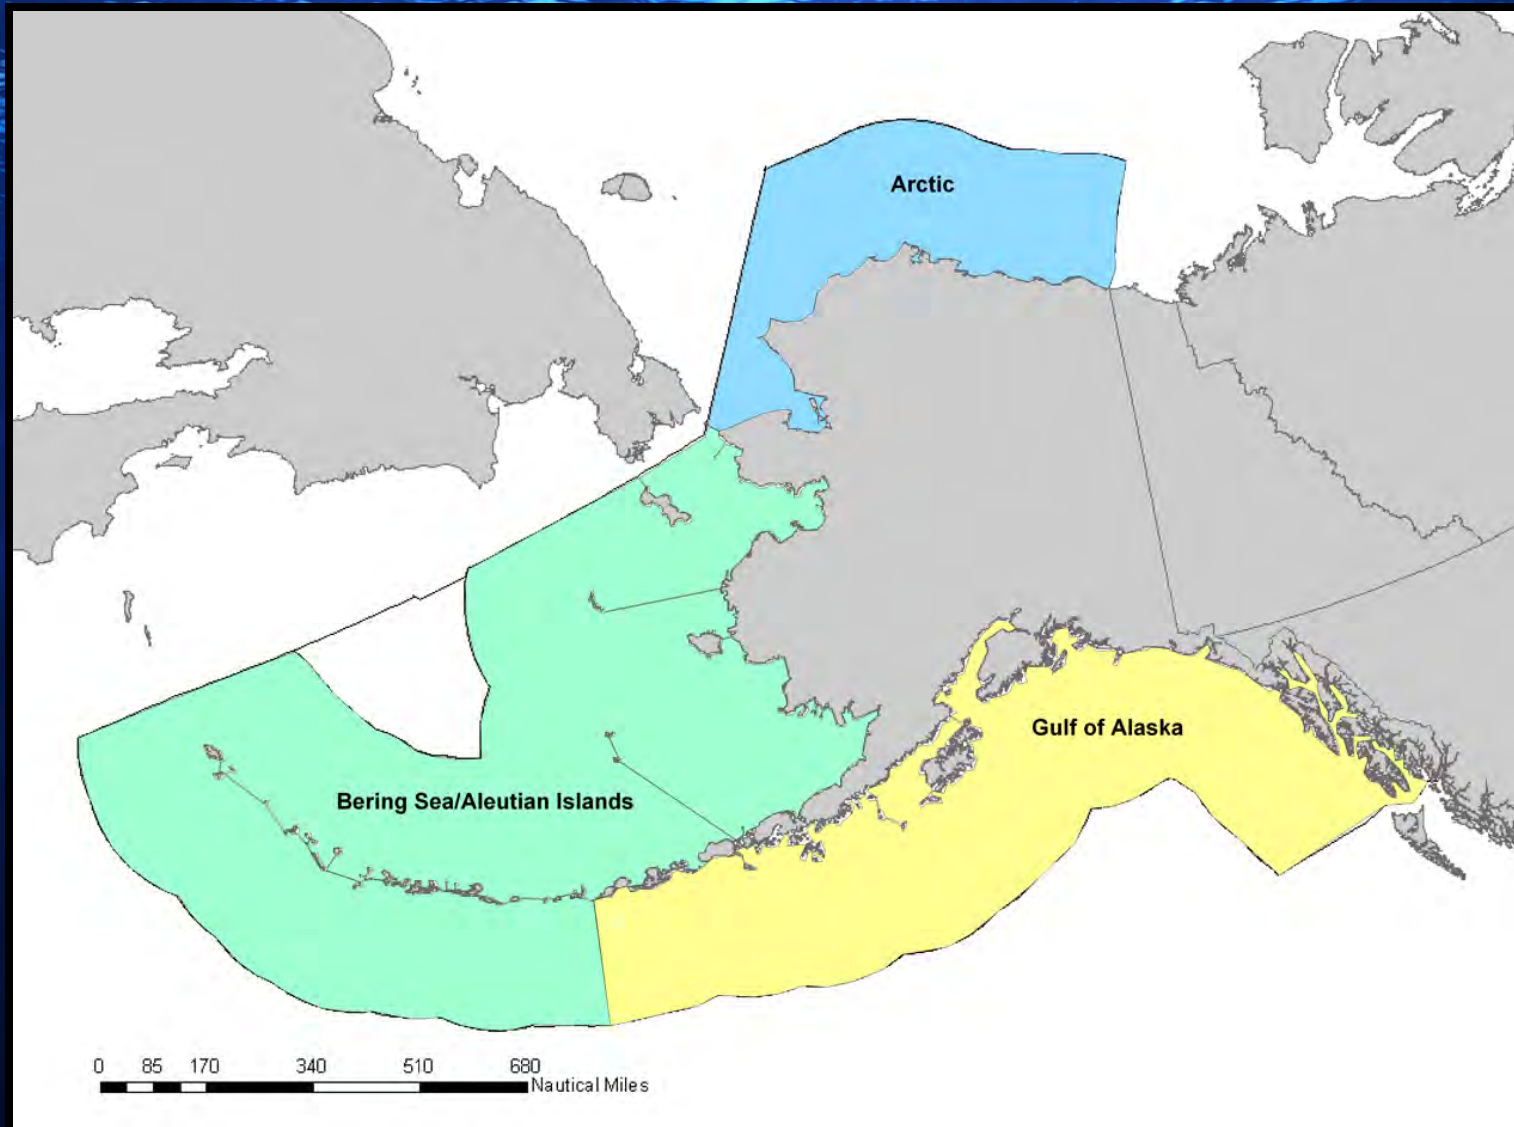 Arctic
Gulf of Alaska
Bering Sea/Aleutian Islands
0 85 170 340 510 680
Nautical Miles